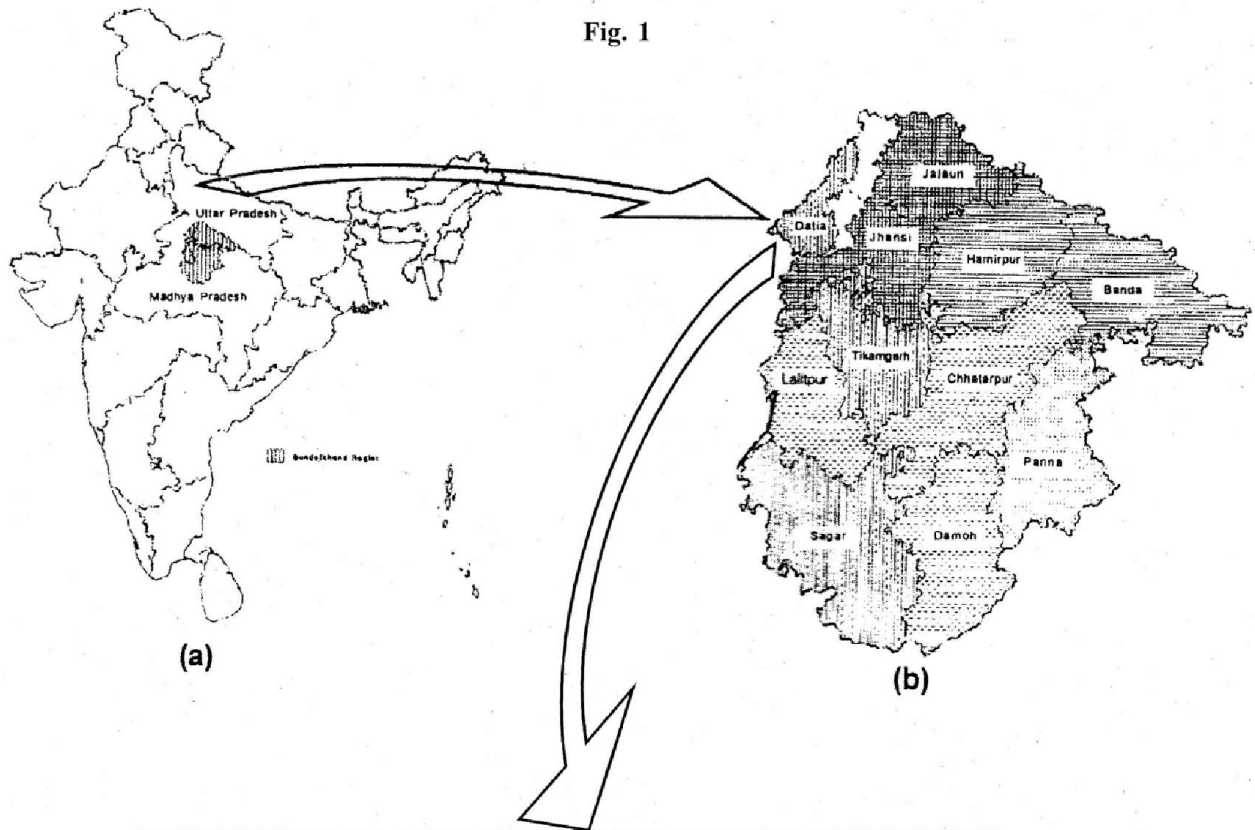 Fig. 1
Uttar Pradesh
Madhya Pradesh
Bundelkhand Region
(a)
Jalaun
Datia
Jhansi
Hamirpur
Banda
Tikamgarh
Lalitpur
Chhatarpur
Panna
Sagar
Damoh
(b)